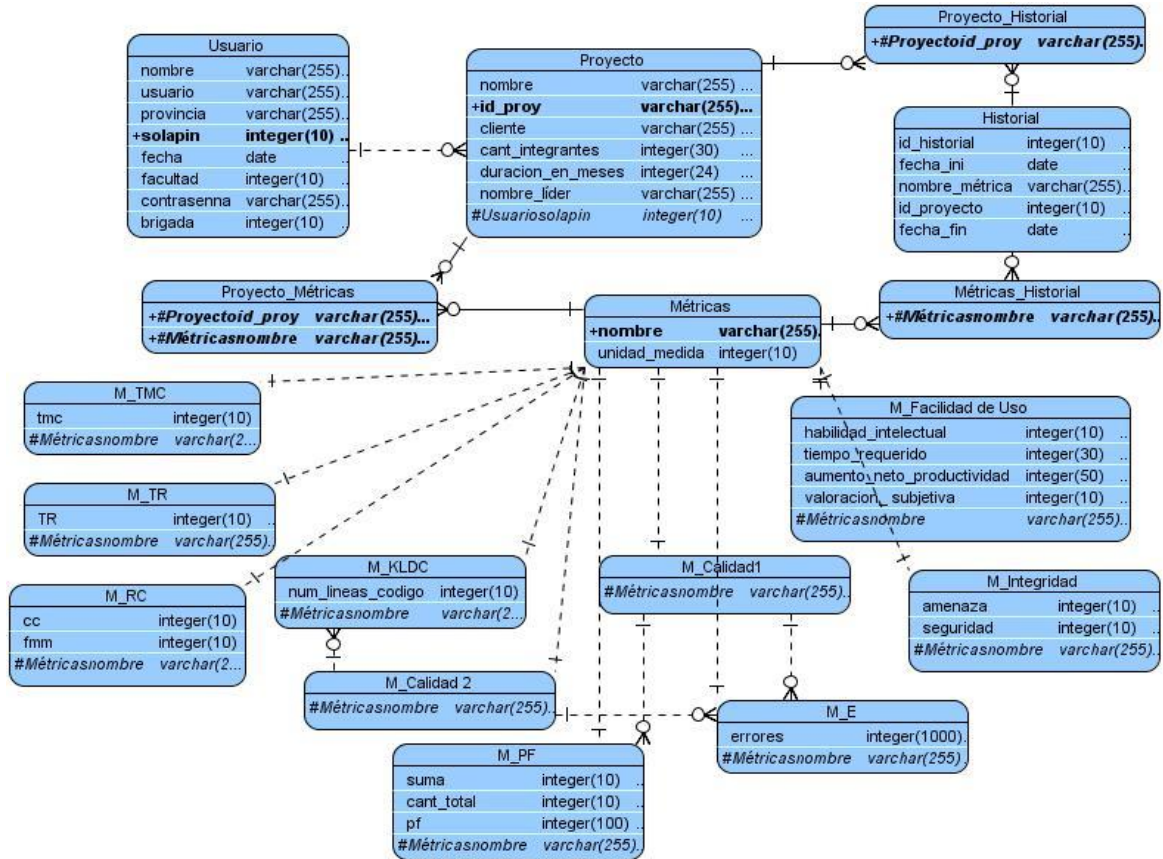 Usuario
nombre varchar(255)..
usuario varchar(255)..
provincia varchar(255)..
+solapin integer(10) ..
fecha date ..
facultad integer(10) ..
contrasenna varchar(255)..
brigada integer(10) ..
Proyecto
nombre varchar(255) ...
+id_proy varchar(255)...
cliente varchar(255) ...
cant_integrantes integer(30) ...
duracion_en_meses integer(24) ...
nombre_líder varchar(255) ...
#Usuariosolapin integer(10) ...
Proyecto_Historial
+#Proyectoid_proy varchar(255)..
Historial
id_historial integer(10) ..
fecha_ini date ..
nombre_métrica varchar(255)..
id_proyecto integer(10) ..
fecha_fin date ..
Proyecto_Métricas
+#Proyectoid_proy varchar(255)...
+#Métricasnombre varchar(255)...
Métricas
+nombre varchar(255)..
unidad_medida integer(10) ..
Métricas_Historial
+#Métricasnombre varchar(255)..
M_TMC
tmc integer(10)
#Métricasnombre varchar(2...
M_TR
TR integer(10) ..
#Métricasnombre varchar(255)..
M_RC
cc integer(10)
fmm integer(10)
#Métricasnombre varchar(2...
M_KLDC
num_lineas_codigo integer(10)
#Métricasnombre varchar(2...
M_Calidad1
#Métricasnombre varchar(255)..
M_Facilidad de Uso
habilidad_intelectual integer(10) ..
tiempo_requerido integer(30) ..
aumento_neto_productividad integer(50) ..
valoracion_ subjetiva integer(10) ..
#Métricasnombre varchar(255)..
M_Integridad
amenaza integer(10) ..
seguridad integer(10) ..
#Métricasnombre varchar(255)..
M_Calidad 2
#Métricasnombre varchar(255)..
M_E
errores integer(1000)..
#Métricasnombre varchar(255) ..
M_PF
suma integer(10) ..
cant_total integer(10) ..
pf integer(100) ..
#Métricasnombre varchar(255)..